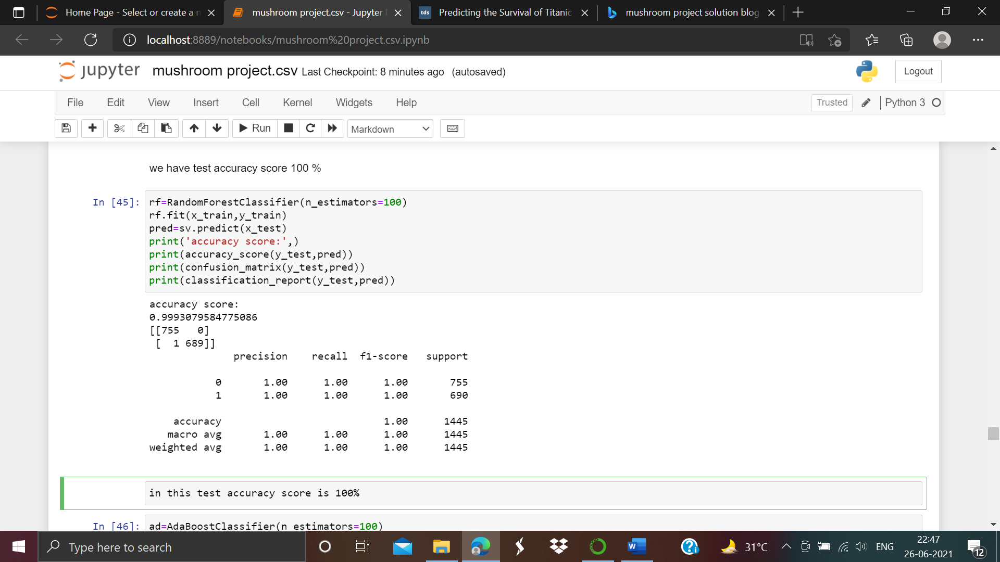 Home Page - Select or create a n
mushroom project.csv - Jupyter
tds Predicting the Survival of Titanic
mushroom project solution blog
localhost:8889/notebooks/mushroom%20project.csv.ipynb
jupyter mushroom project.csv Last Checkpoint: 8 minutes ago (autosaved)
Logout
File Edit View Insert Cell Kernel Widgets Help
Trusted Python 3
Run Markdown
we have test accuracy score 100 %
In [45]: rf=RandomForestClassifier(n_estimators=100)
rf.fit(x_train,y_train)
pred=sv.predict(x_test)
print('accuracy score:',)
print(accuracy_score(y_test,pred))
print(confusion_matrix(y_test,pred))
print(classification_report(y_test,pred))
accuracy score:
0.9993079584775086
[[755   0]
 [  1 689]]
precision recall f1-score support
0 1.00 1.00 1.00 755
1 1.00 1.00 1.00 690
accuracy 1.00 1445
macro avg 1.00 1.00 1.00 1445
weighted avg 1.00 1.00 1.00 1445
in this test accuracy score is 100%
In [46]: ad=AdaBoostClassifier(n_estimators=100)
Type here to search
W
31°C
ENG
22:47
26-06-2021
12